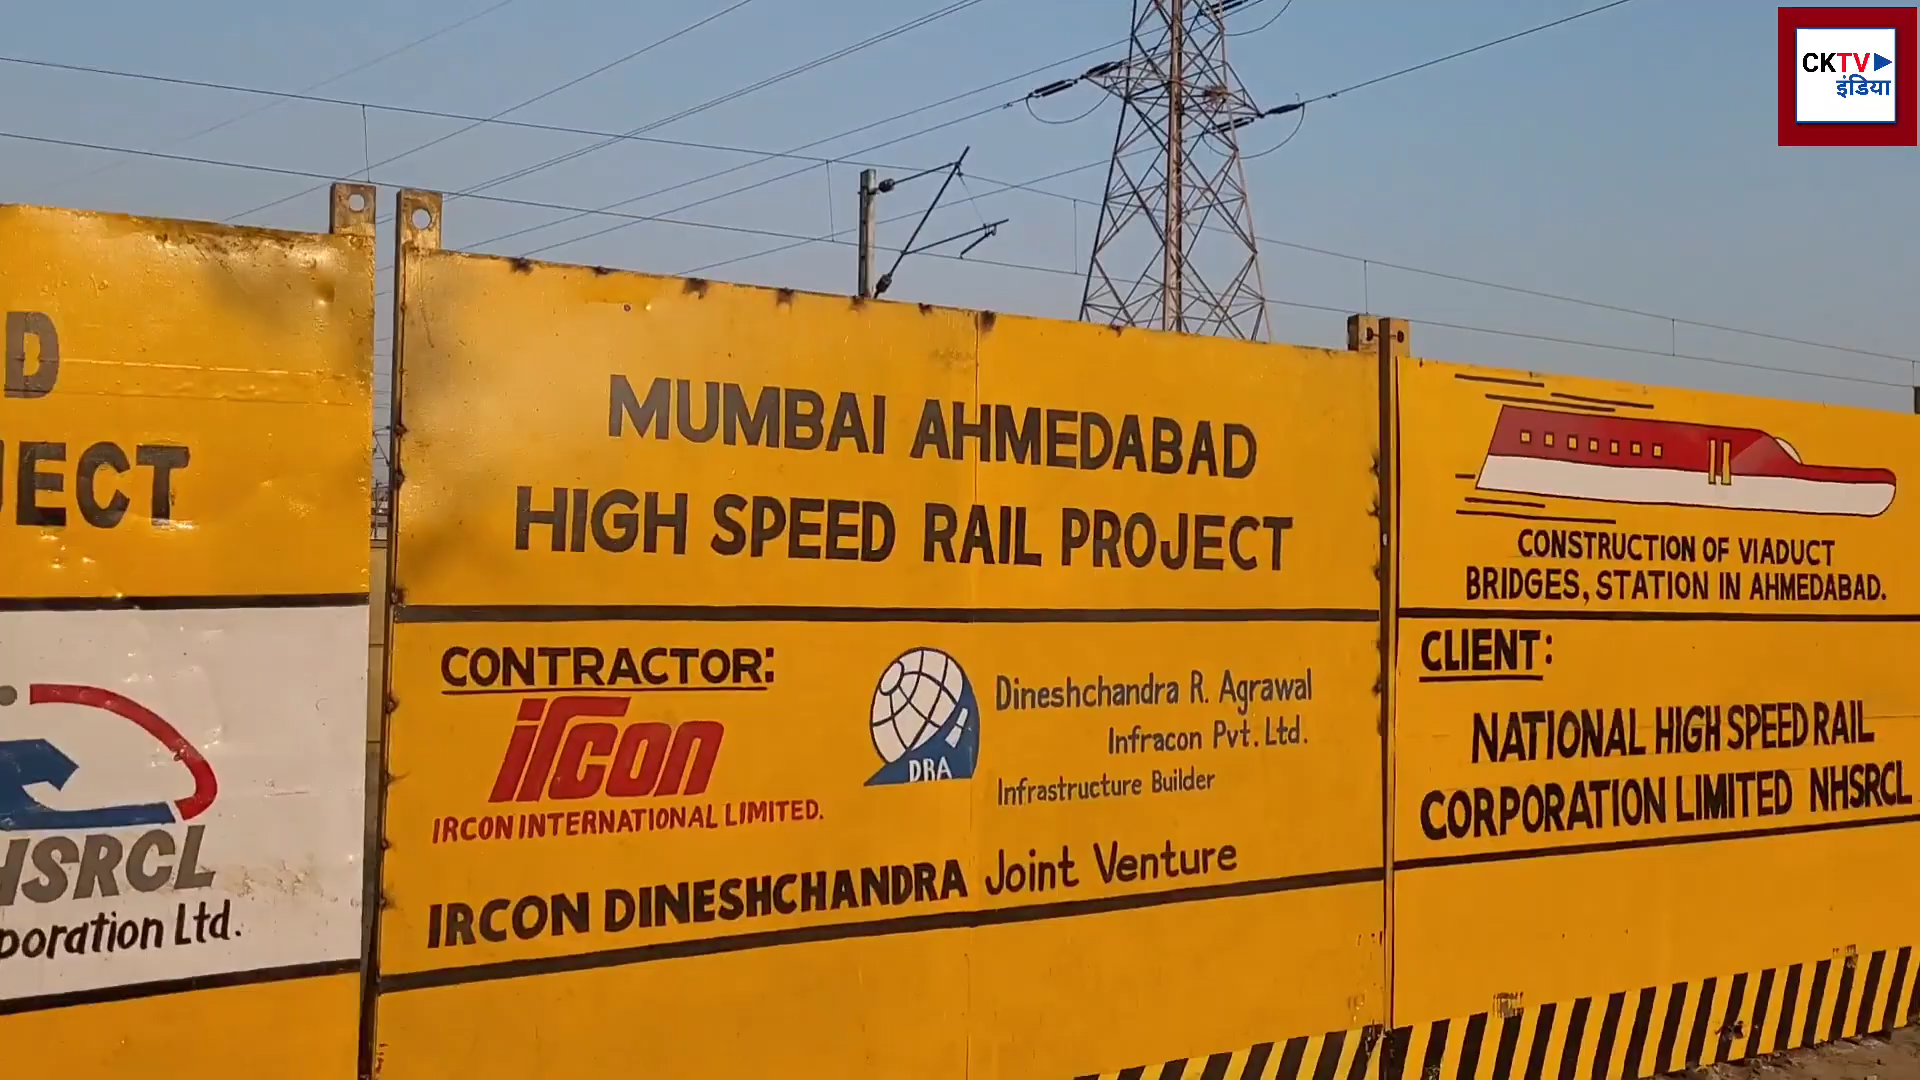 CKTV
इंडिया
D
JECT
HSRCL
poration Ltd.
MUMBAI AHMEDABAD
HIGH SPEED RAIL PROJECT
CONTRACTOR:
ircon
IRCON INTERNATIONAL LIMITED.
DRA
Dineshchandra R. Agrawal
Infracon Pvt. Ltd.
Infrastructure Builder
IRCON DINESHCHANDRA Joint Venture
CONSTRUCTION OF VIADUCT
BRIDGES, STATION IN AHMEDABAD.
CLIENT:
NATIONAL HIGH SPEED RAIL
CORPORATION LIMITED NHSRCL